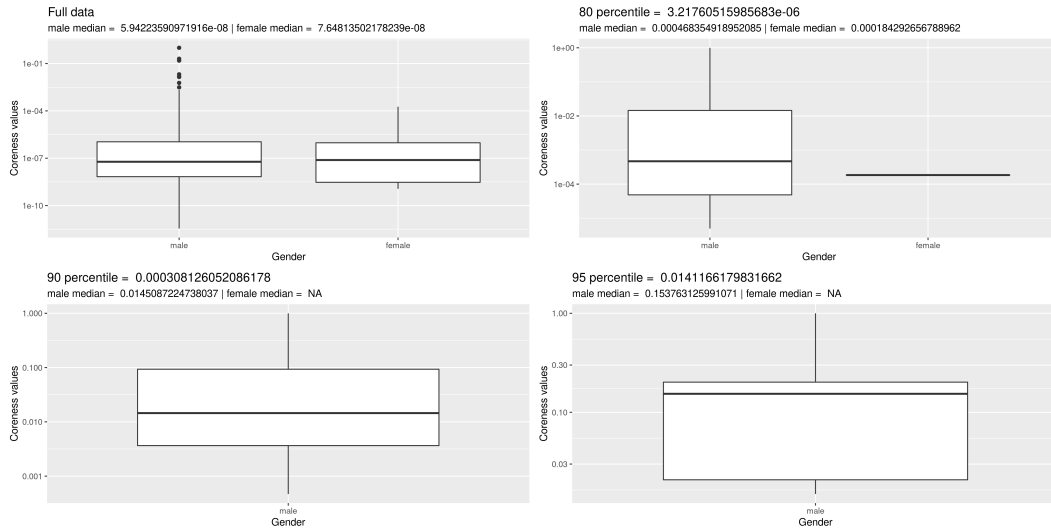 Full data
male median = 5.94223590971916e-08 | female median = 7.64813502178239e-08
1e-01
1e-04
1e-07
1e-10
Coreness values
male
female
Gender
80 percentile = 3.21760515985683e-06
male median = 0.000468354918952085 | female median = 0.000184292656788962
1e+00
1e-02
1e-04
Coreness values
male
female
Gender
90 percentile = 0.000308126052086178
male median = 0.0145087224738037 | female median = NA
1.000
0.100
0.010
0.001
Coreness values
male
Gender
95 percentile = 0.0141166179831662
male median = 0.153763125991071 | female median = NA
1.00
0.30
0.10
0.03
Coreness values
male
Gender